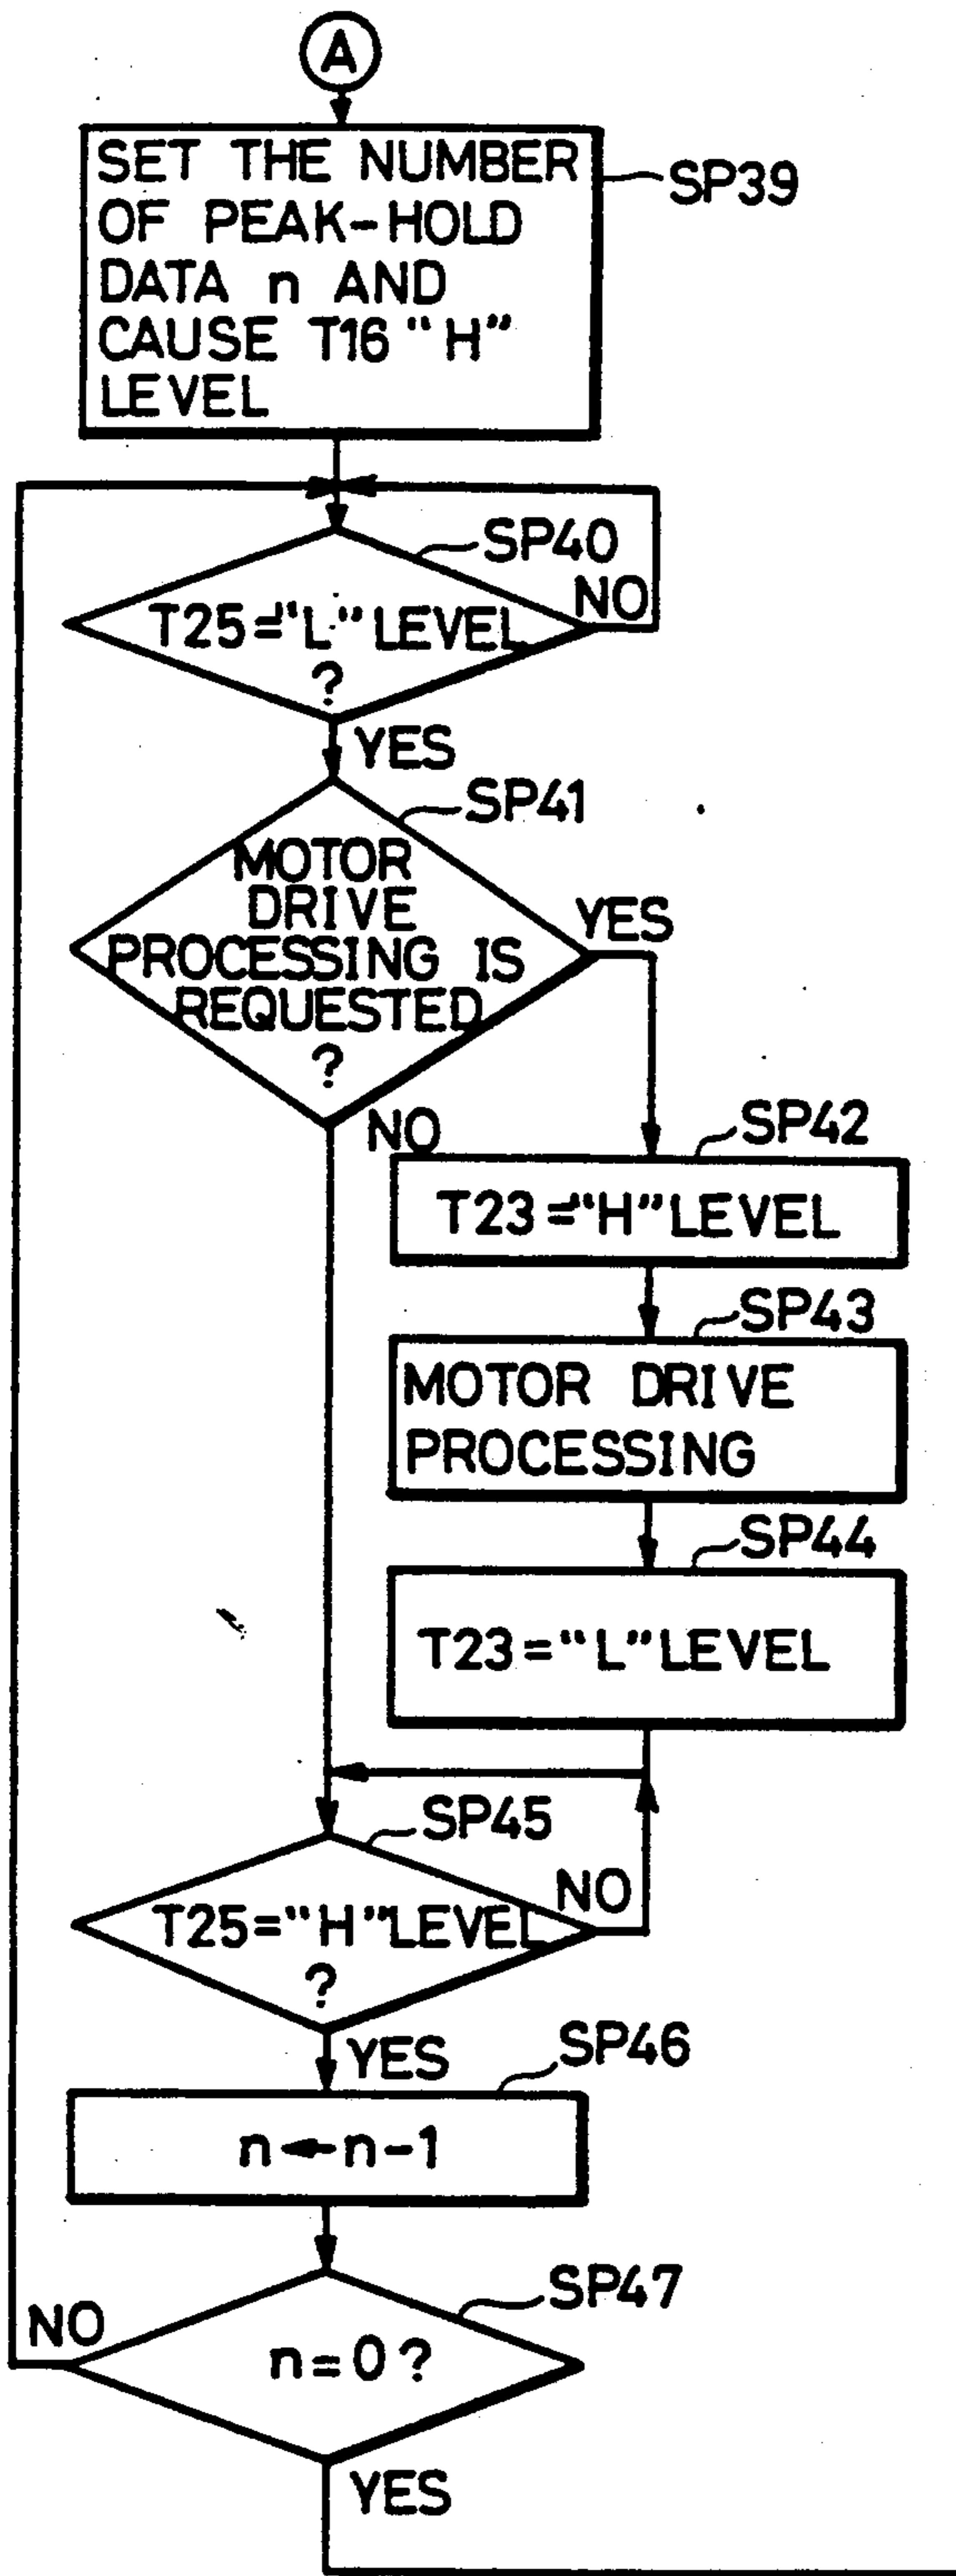 A
SET THE NUMBER
OF PEAK-HOLD
DATA n AND
CAUSE T16 "H"
LEVEL
SP39
SP40
T25="L" LEVEL
?
NO
YES
SP41
MOTOR
DRIVE
PROCESSING IS
REQUESTED
?
YES
NO
SP42
T23="H" LEVEL
SP43
MOTOR DRIVE
PROCESSING
SP44
T23="L" LEVEL
SP45
T25="H" LEVEL
?
NO
YES
SP46
n←n-1
SP47
n=0?
NO
YES